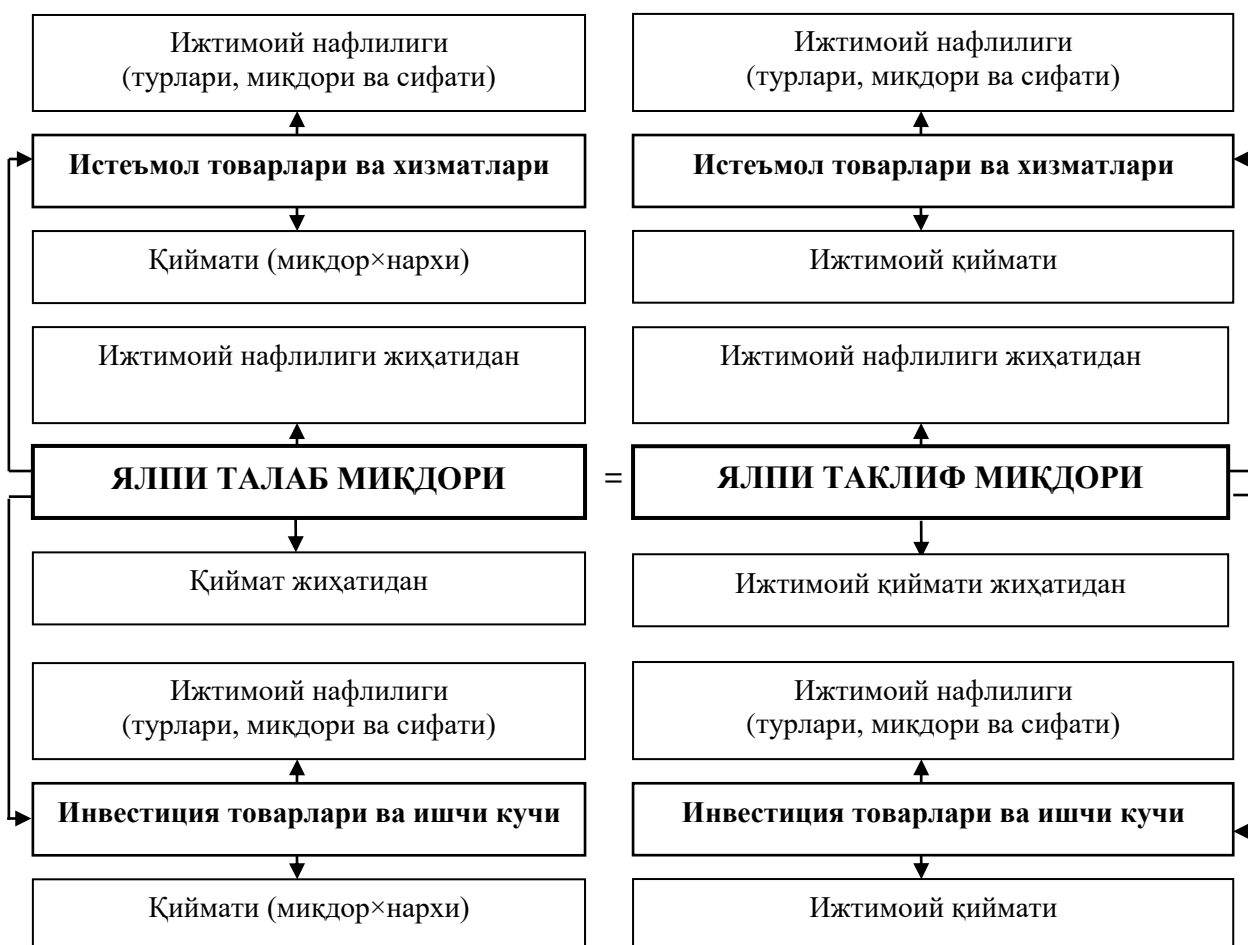 Ижтимоий нафлилиги
(турлари, миқдори ва сифати)
Ижтимоий нафлилиги
(турлари, миқдори ва сифати)
Истеъмол товарлари ва хизматлари
Истеъмол товарлари ва хизматлари
Қиймати (миқдор×нархи)
Ижтимоий қиймати
Ижтимоий нафлилиги жиҳатидан
Ижтимоий нафлилиги жиҳатидан
ЯЛПИ ТАЛАБ МИҚДОРИ
=
ЯЛПИ ТАКЛИФ МИҚДОРИ
Қиймат жиҳатидан
Ижтимоий қиймати жиҳатидан
Ижтимоий нафлилиги
(турлари, миқдори ва сифати)
Ижтимоий нафлилиги
(турлари, миқдори ва сифати)
Инвестиция товарлари ва ишчи кучи
Инвестиция товарлари ва ишчи кучи
Қиймати (миқдор×нархи)
Ижтимоий қиймати